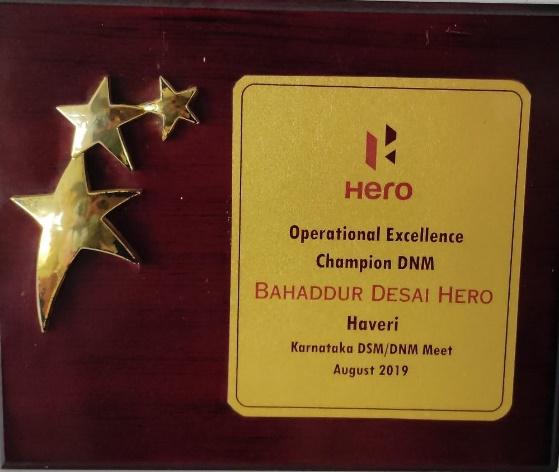 Hero
Operational Excellence
Champion DNM
BAHADDUR DESAI HERO
Haveri
Karnataka DSM/DNM Meet
August 2019